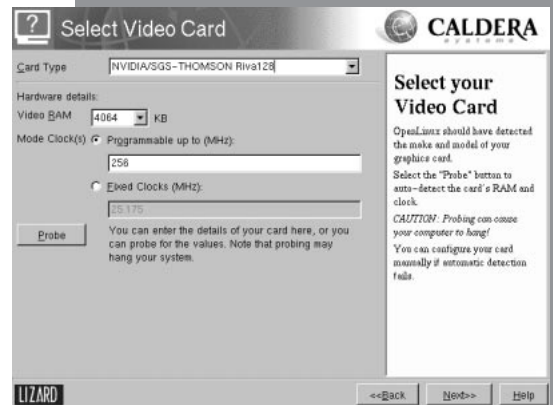 ?
Select Video Card
CALDERA
systems
Card Type
NVIDIA/SGS-THOMSON Riva128
Hardware details:
Video RAM
4064
KB
Mode Clock(s)
Programmable up to (MHz):
256
Fixed Clocks (MHz):
25.175
Probe
You can enter the details of your card here, or you
can probe for the values. Note that probing may
hang your system.
Select your
Video Card
OpenLinux should have detected
the make and model of your
graphics card.
Select the "Probe" button to
auto-detect the card's RAM and
clock.
CAUTION: Probing can cause
your computer to hang!
You can configure your card
manually if automatic detection
fails.
LIZARD
<<Back
Next>>
Help